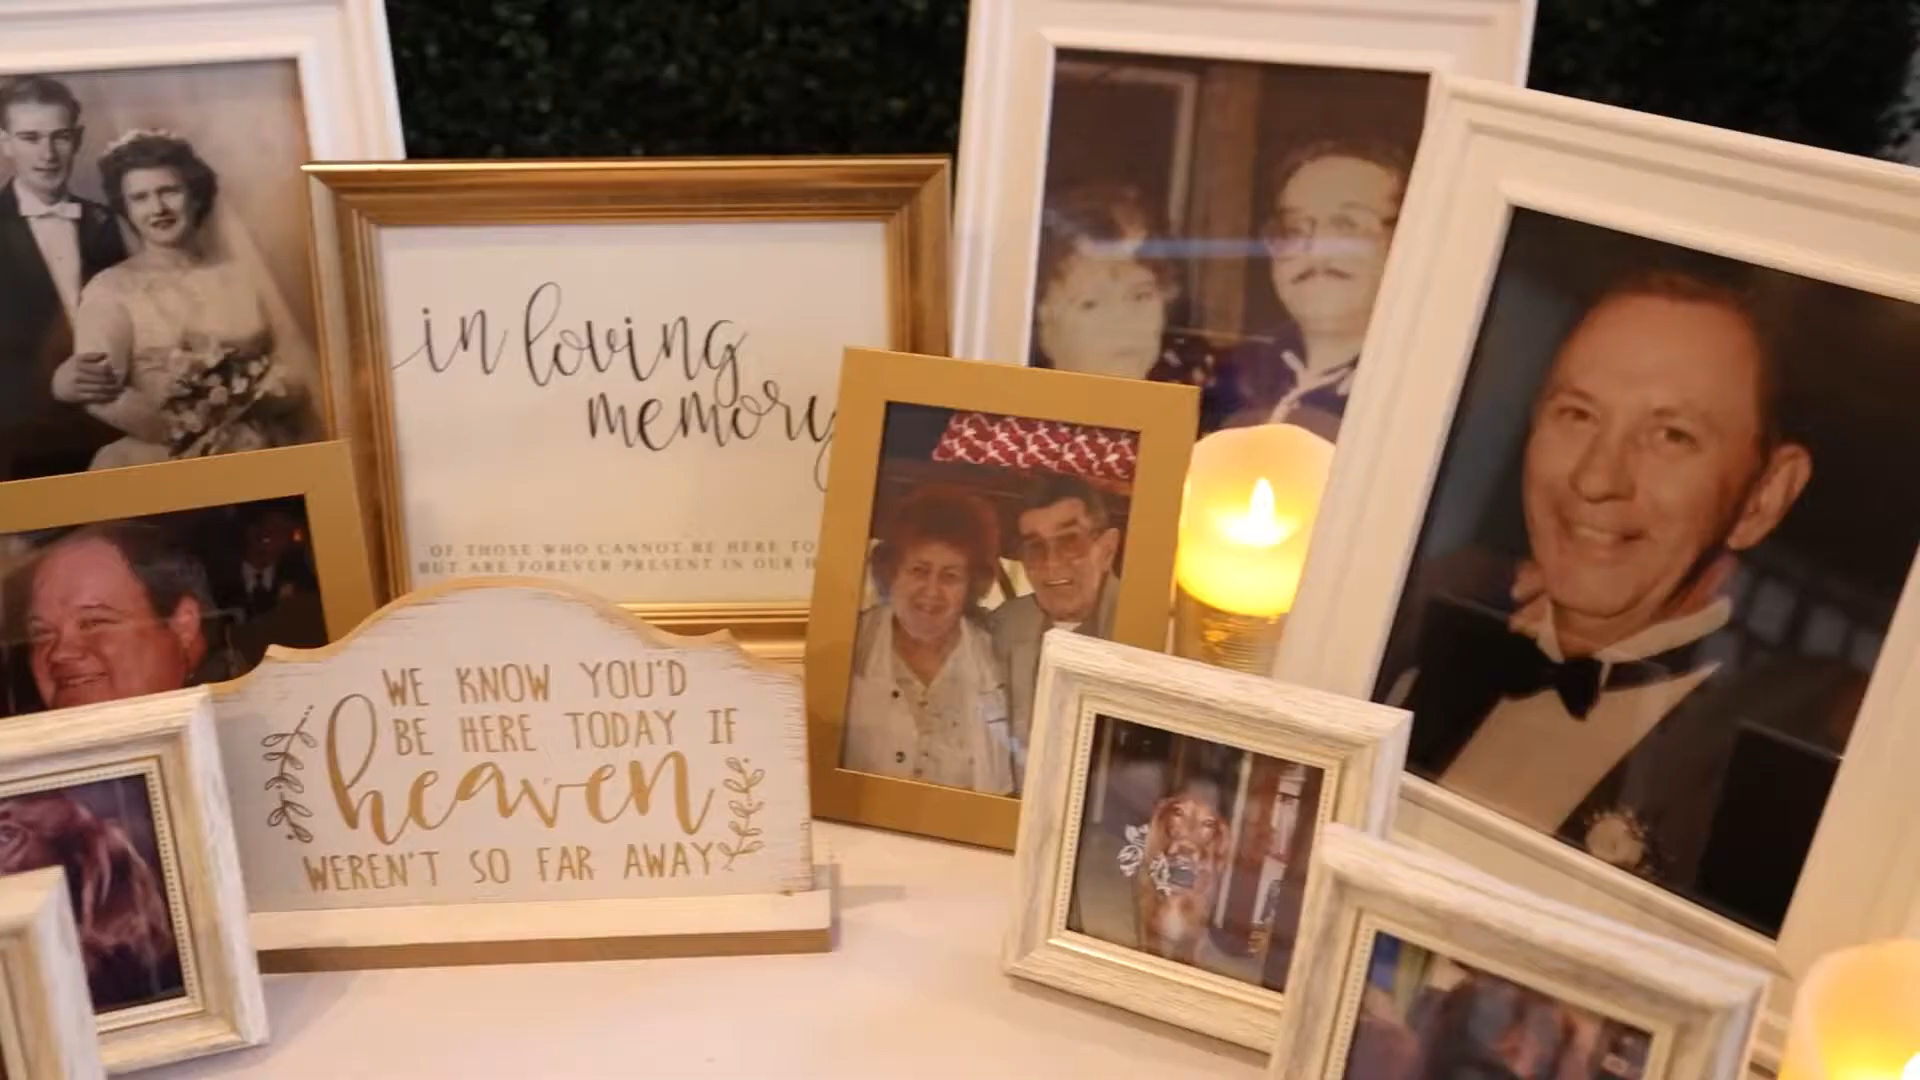 in loving
memory
OF THOSE WHO CANNOT BE HERE
BUT ARE FOREVER PRESENT IN OUR
WE KNOW YOU'D
BE HERE TODAY IF
heaven
WEREN'T SO FAR AWAY